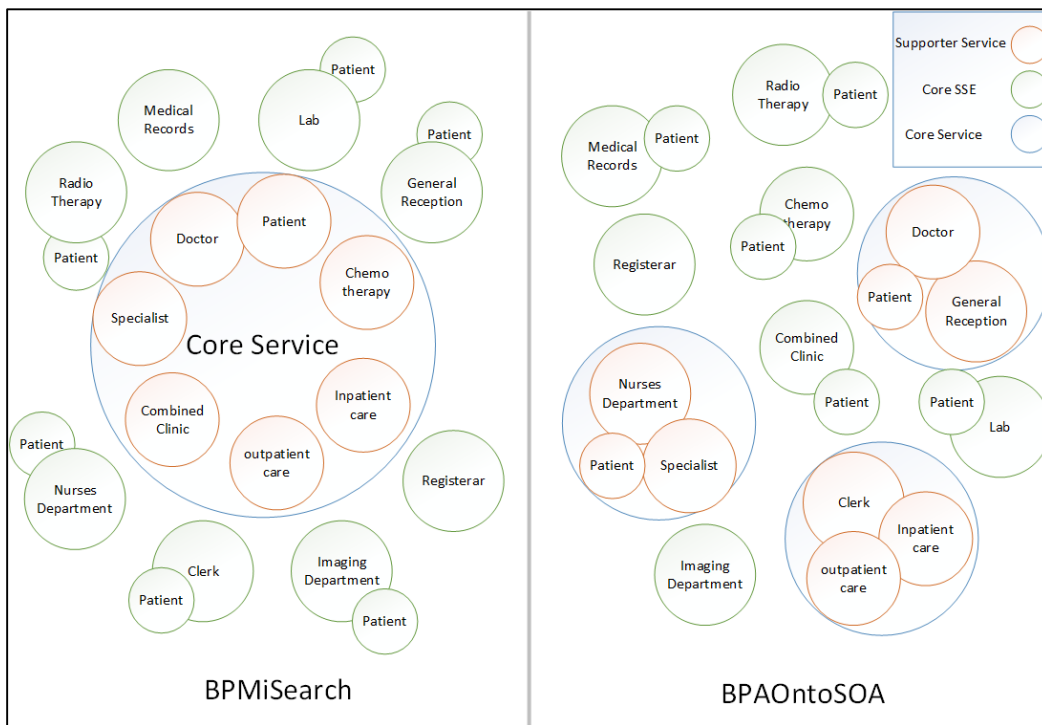 Patient
Medical
Records
Lab
Patient
General
Reception
Radio
Therapy
Patient
Patient
Doctor
Chemo
therapy
Specialist
Core Service
Inpatient
care
Combined
Clinic
outpatient
care
Patient
Nurses
Department
Registerar
Clerk
Patient
Imaging
Department
Patient
BPMiSearch
Supporter Service
Core SSE
Core Service
Radio
Therapy
Patient
Medical
Records
Patient
Chemo
therapy
Patient
Registerar
Doctor
Patient
General
Reception
Combined
Clinic
Patient
Patient
Lab
Nurses
Department
Patient
Specialist
Clerk
Inpatient
care
outpatient
care
Imaging
Department
BPAOntoSOA